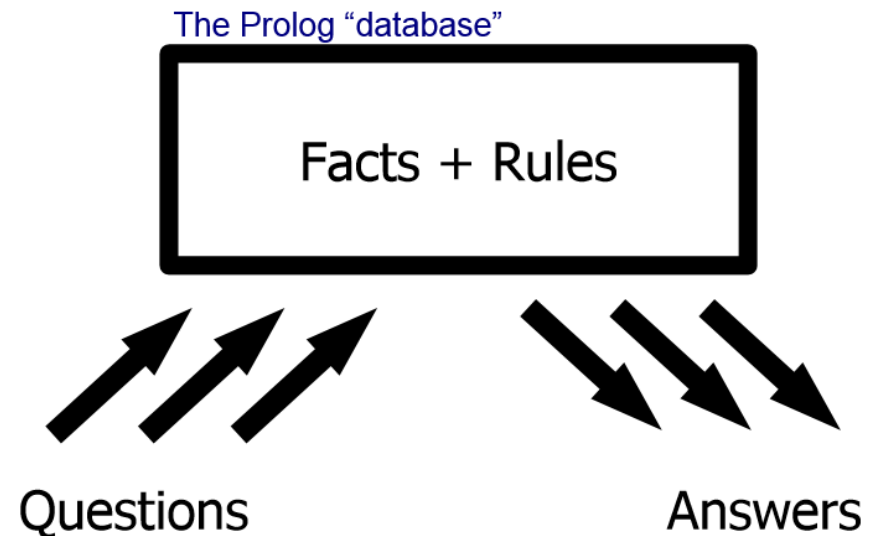 The Prolog “database”
Facts + Rules
Questions
Answers